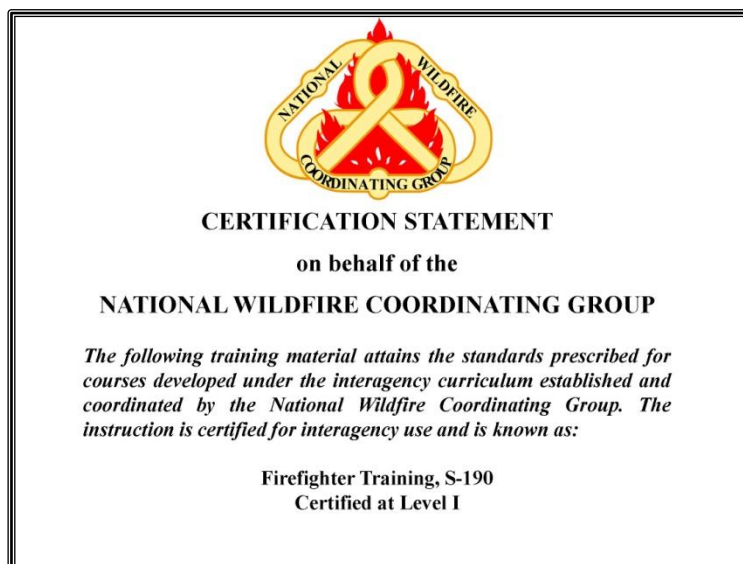 NATIONAL WILDFIRE
COORDINATING GROUP
CERTIFICATION STATEMENT
on behalf of the
NATIONAL WILDFIRE COORDINATING GROUP
The following training material attains the standards prescribed for
courses developed under the interagency curriculum established and
coordinated by the National Wildfire Coordinating Group. The
instruction is certified for interagency use and is known as:
Firefighter Training, S-190
Certified at Level I